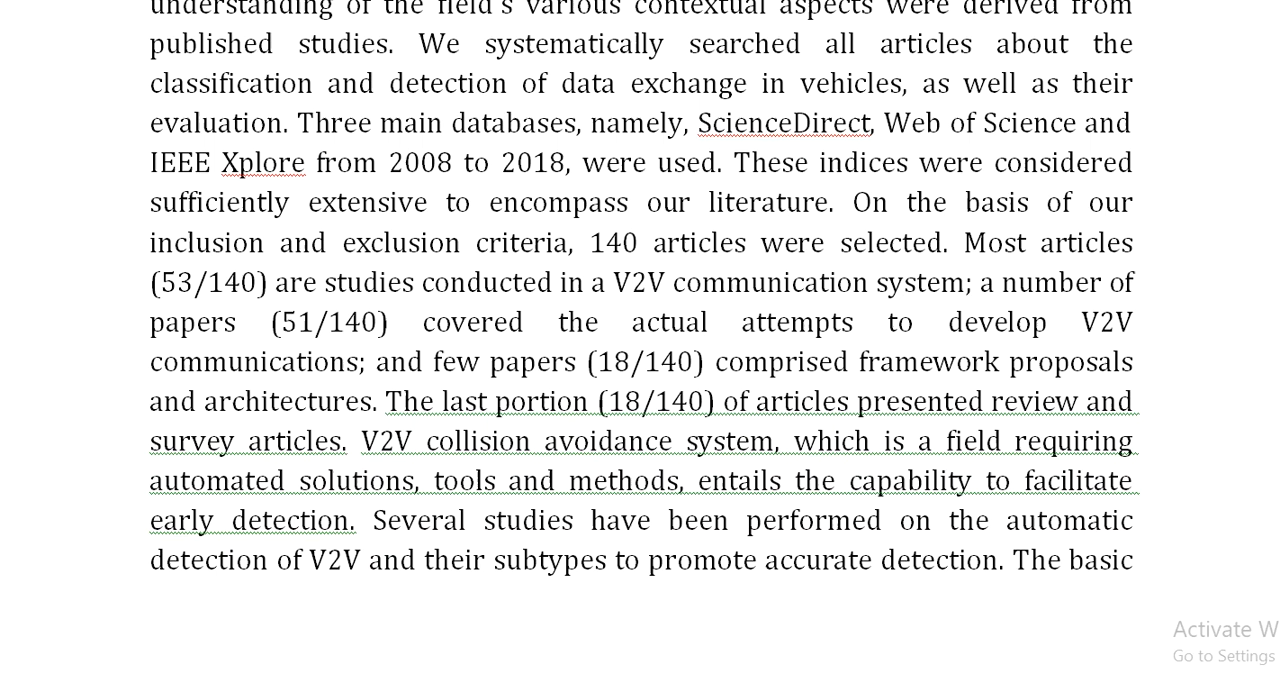 understanding of the field's various contextual aspects were derived from
published studies. We systematically searched all articles about the
classification and detection of data exchange in vehicles, as well as their
evaluation. Three main databases, namely, ScienceDirect, Web of Science and
IEEE Xplore from 2008 to 2018, were used. These indices were considered
sufficiently extensive to encompass our literature. On the basis of our
inclusion and exclusion criteria, 140 articles were selected. Most articles
(53/140) are studies conducted in a V2V communication system; a number of
papers (51/140) covered the actual attempts to develop V2V
communications; and few papers (18/140) comprised framework proposals
and architectures. The last portion (18/140) of articles presented review and
survey articles. V2V collision avoidance system, which is a field requiring
automated solutions, tools and methods, entails the capability to facilitate
early detection. Several studies have been performed on the automatic
detection of V2V and their subtypes to promote accurate detection. The basic
Activate W
Go to Settings